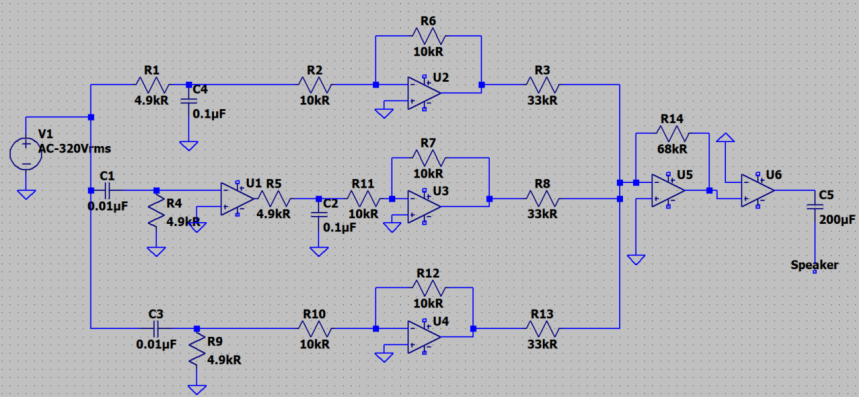 R6
10kR
R1
4.9kR
C4
0.1µF
R2
10kR
U2
R3
33kR
V1
AC-320Vrms
R14
68kR
R7
10kR
C1
0.01µF
R4
4.9kR
U1
R5
4.9kR
C2
0.1µF
R11
10kR
U3
R8
33kR
U5
U6
C5
200µF
Speaker
R12
10kR
C3
0.01µF
R9
4.9kR
R10
10kR
U4
R13
33kR